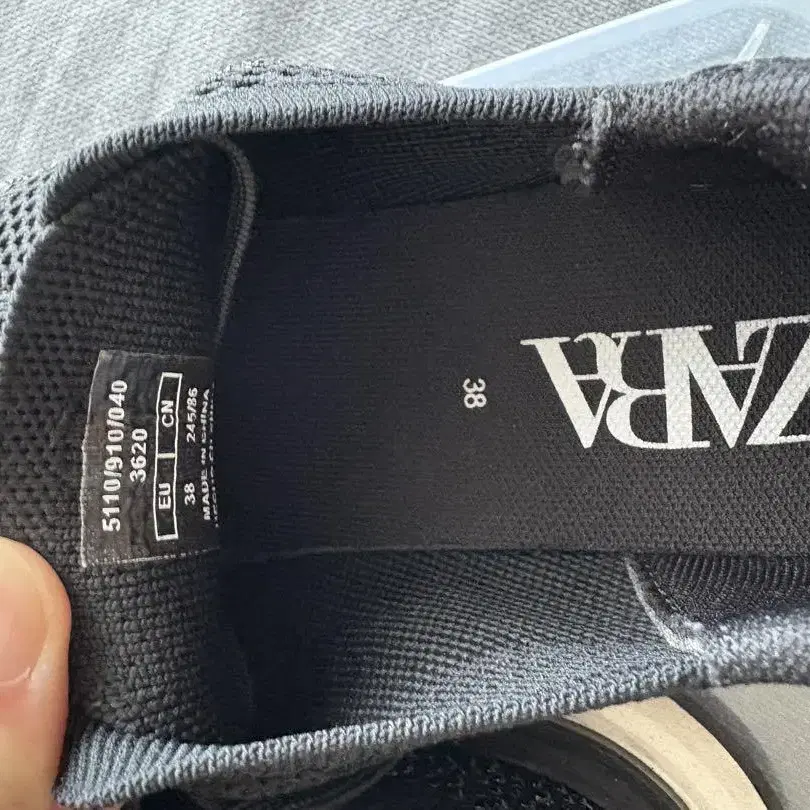 5110/910/040
3620
EU | CN
38 245/86
MADE IN CHINA
38
ZARA